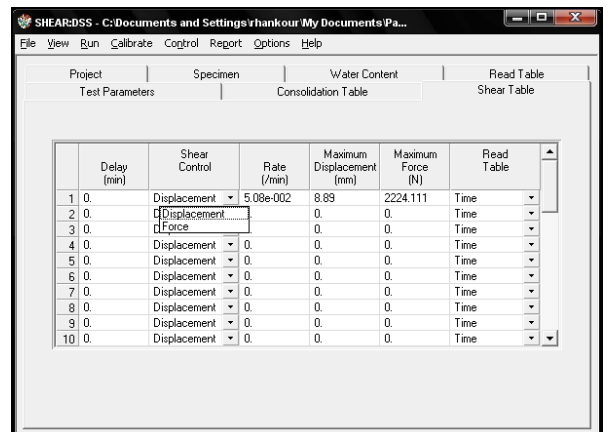 SHEAR:DSS - C:\Documents and Settings\rhankour\My Documents\Pa...
File View Run Calibrate Control Report Options Help
Project Specimen Water Content Read Table
Test Parameters Consolidation Table Shear Table
Delay (min) Shear Control Rate (/min) Maximum Displacement (mm) Maximum Force (N) Read Table
1 0. Displacement 5.08e-002 8.89 2224.111 Time
2 0. Displacement 0. 0. Time
3 0. Force 0. 0. Time
4 0. Displacement 0. 0. 0. Time
5 0. Displacement 0. 0. 0. Time
6 0. Displacement 0. 0. 0. Time
7 0. Displacement 0. 0. 0. Time
8 0. Displacement 0. 0. 0. Time
9 0. Displacement 0. 0. 0. Time
10 0. Displacement 0. 0. 0. Time